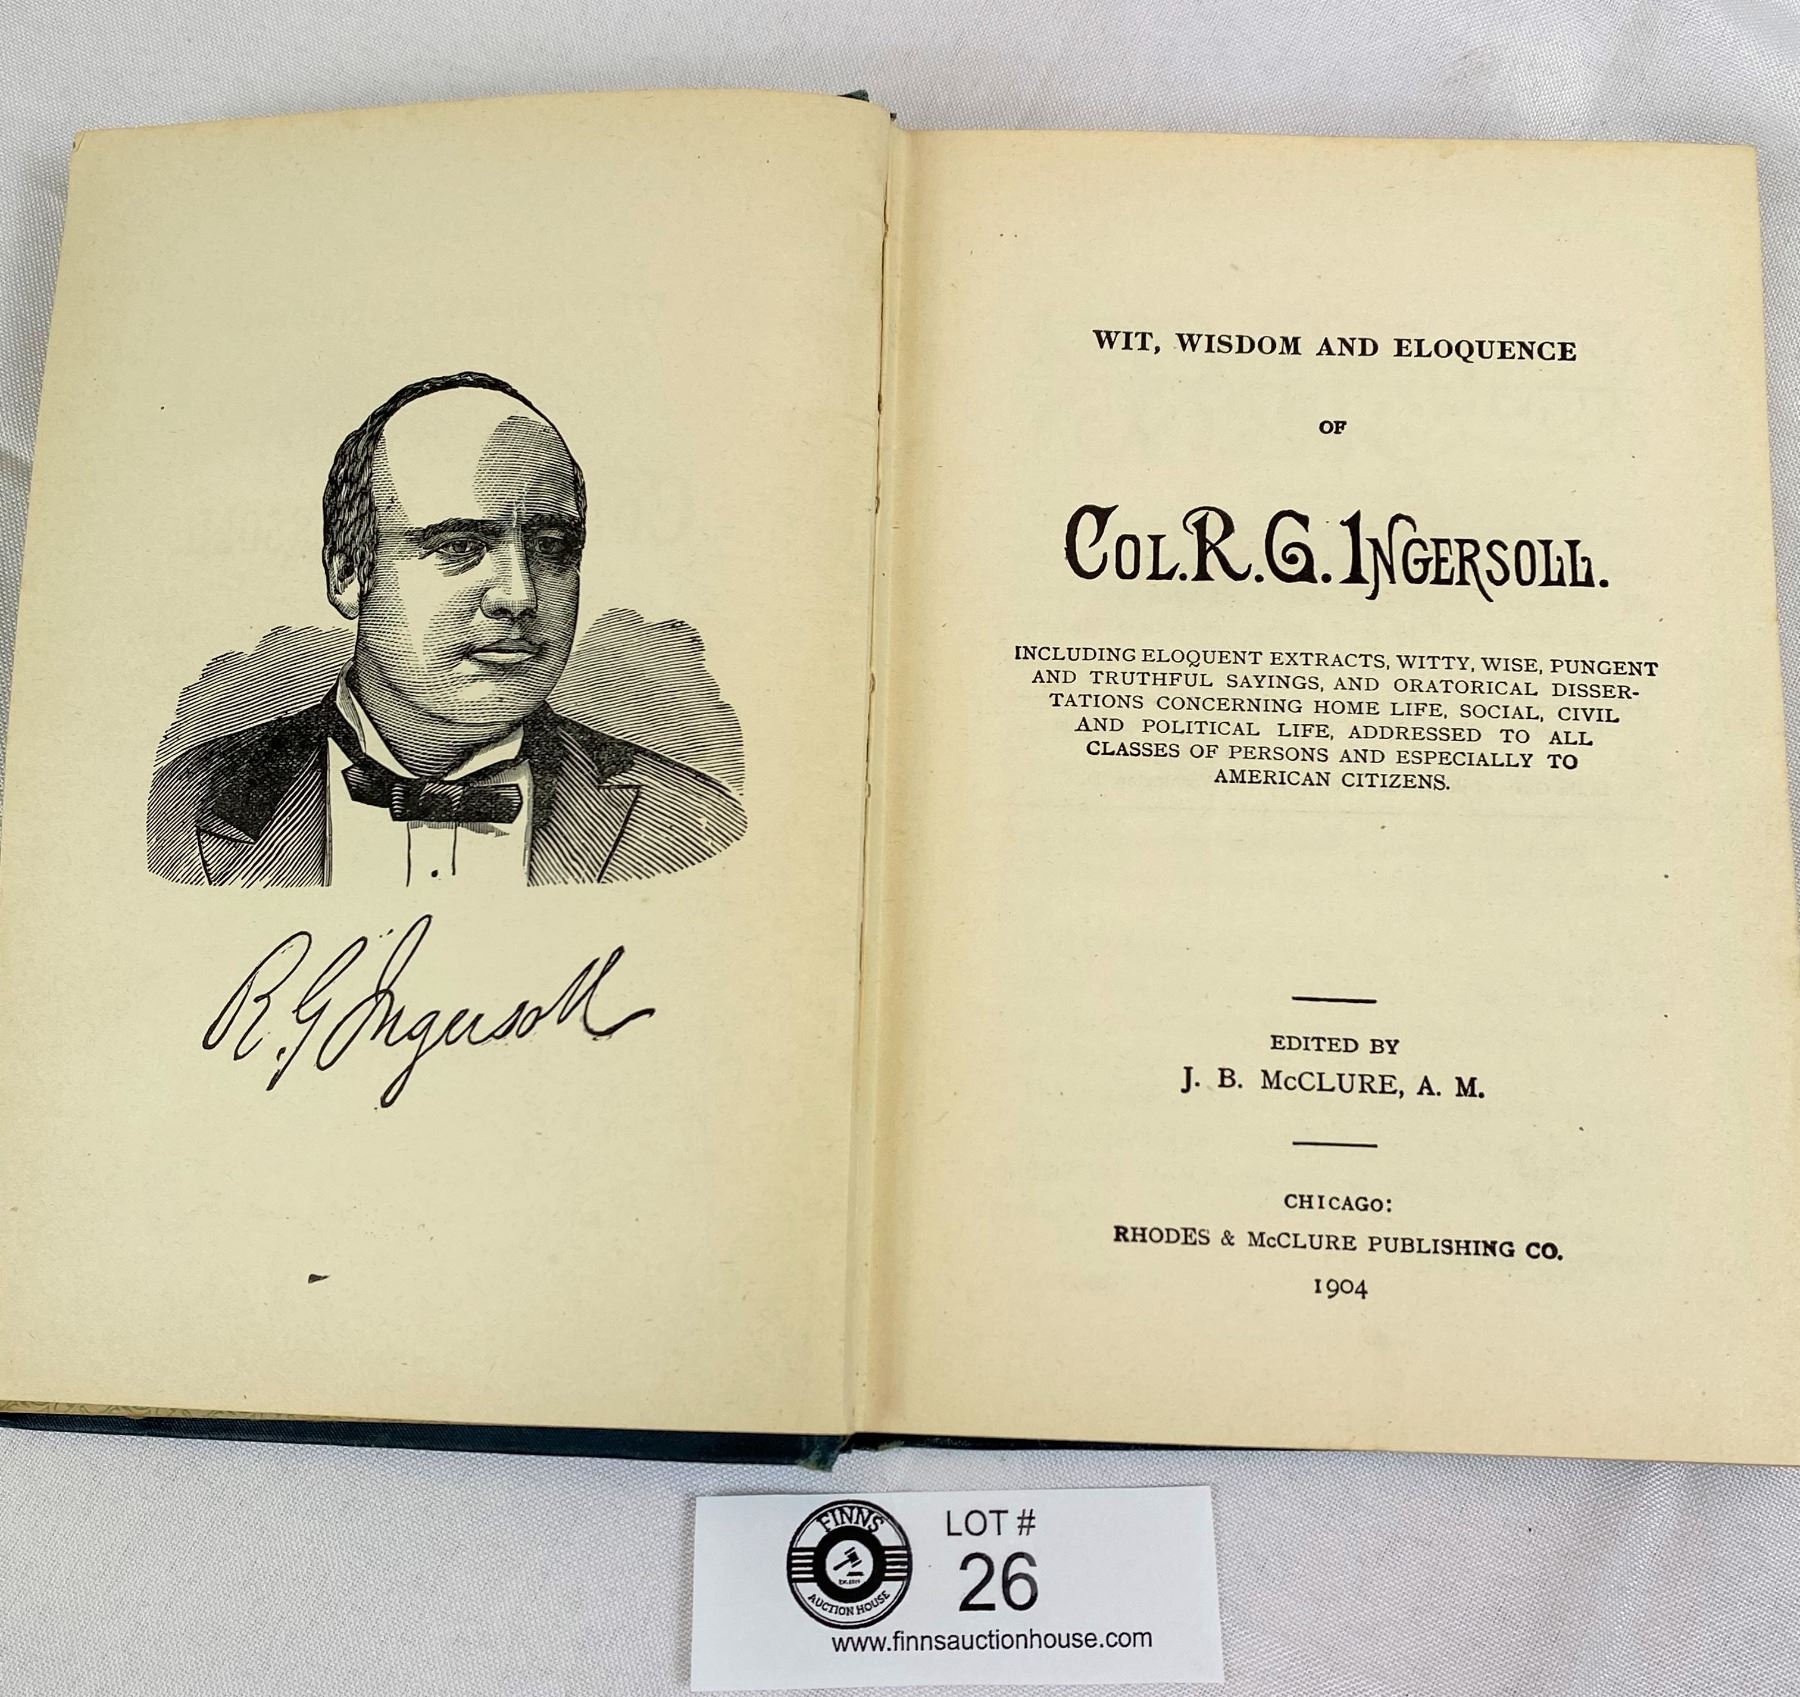 R. G. Ingersoll
WIT, WISDOM AND ELOQUENCE
OF
COL. R. G. INGERSOLL.
INCLUDING ELOQUENT EXTRACTS, WITTY, WISE, PUNGENT
AND TRUTHFUL SAYINGS, AND ORATORICAL DISSER-
TATIONS CONCERNING HOME LIFE, SOCIAL, CIVIL
AND POLITICAL LIFE, ADDRESSED TO ALL
CLASSES OF PERSONS AND ESPECIALLY TO
AMERICAN CITIZENS.
EDITED BY
J. B. McCLURE, A. M.
CHICAGO:
RHODES & McCLURE PUBLISHING CO.
1904
FINNS
AUCTION HOUSE
LOT #
26
www.finnsauctionhouse.com